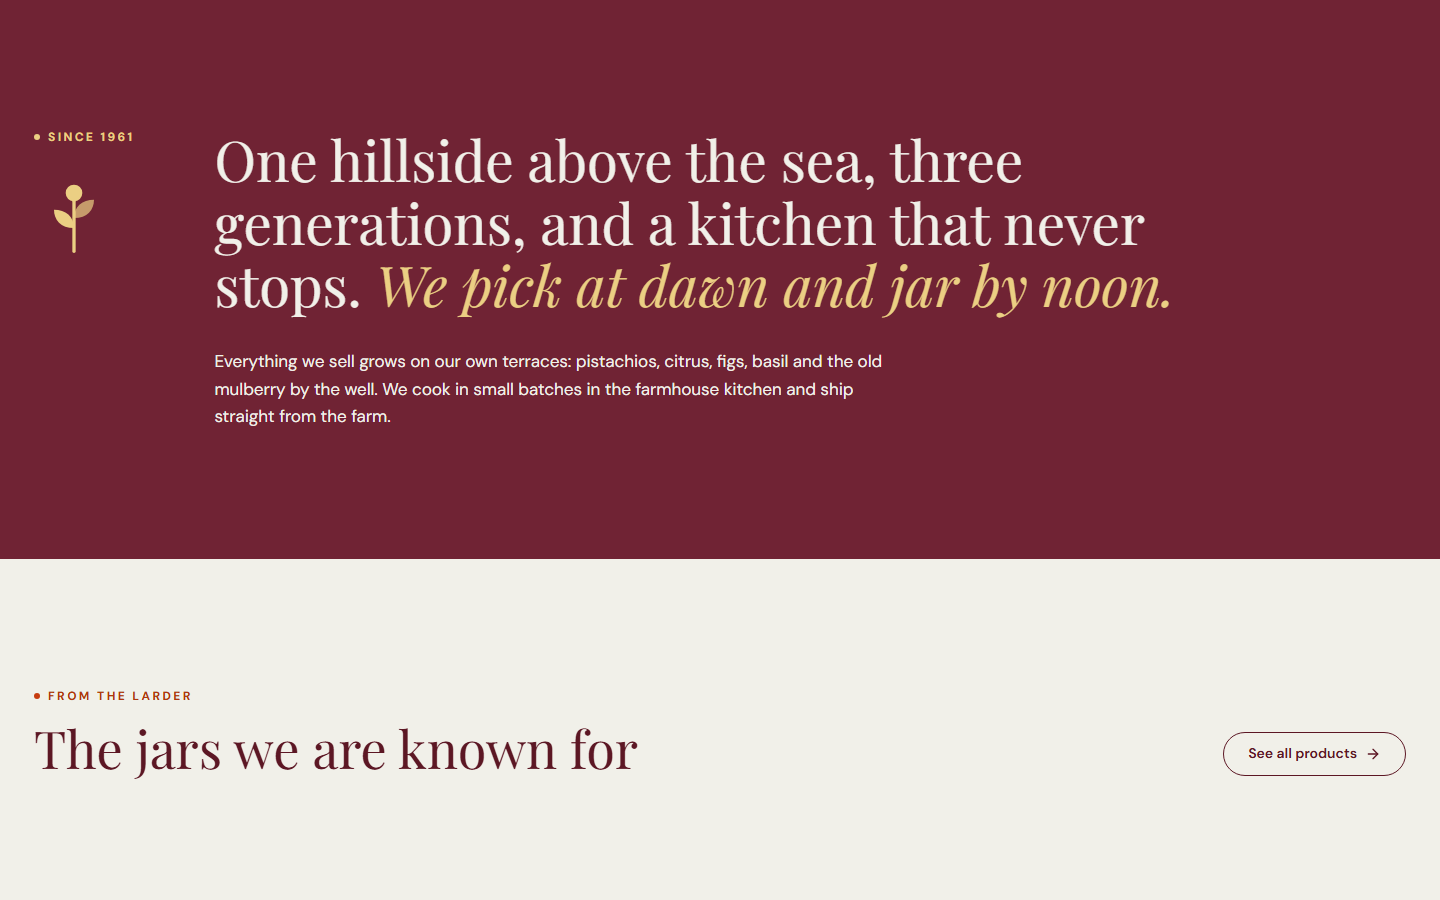 SINCE 1961
One hillside above the sea, three
generations, and a kitchen that never
stops. We pick at dawn and jar by noon.
Everything we sell grows on our own terraces: pistachios, citrus, figs, basil and the old
mulberry by the well. We cook in small batches in the farmhouse kitchen and ship
straight from the farm.
FROM THE LARDER
The jars we are known for
See all products